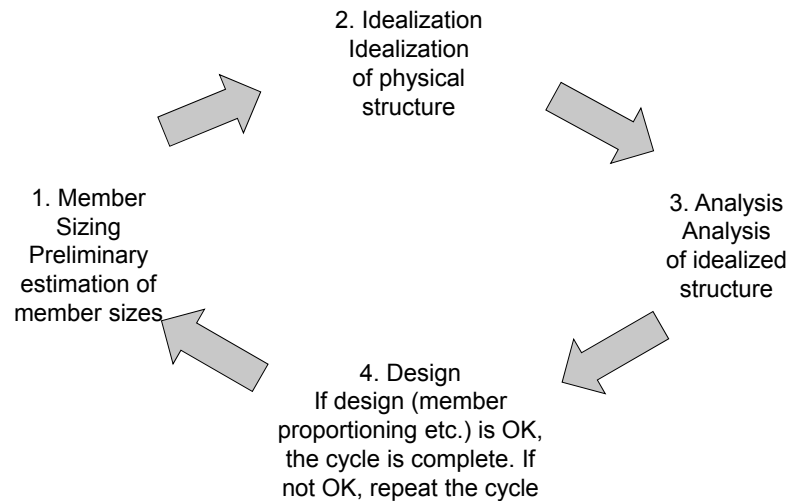 2. Idealization
Idealization
of physical
structure
1. Member
Sizing
Preliminary
estimation of
member sizes
3. Analysis
Analysis
of idealized
structure
4. Design
If design (member
proportioning etc.) is OK,
the cycle is complete. If
not OK, repeat the cycle